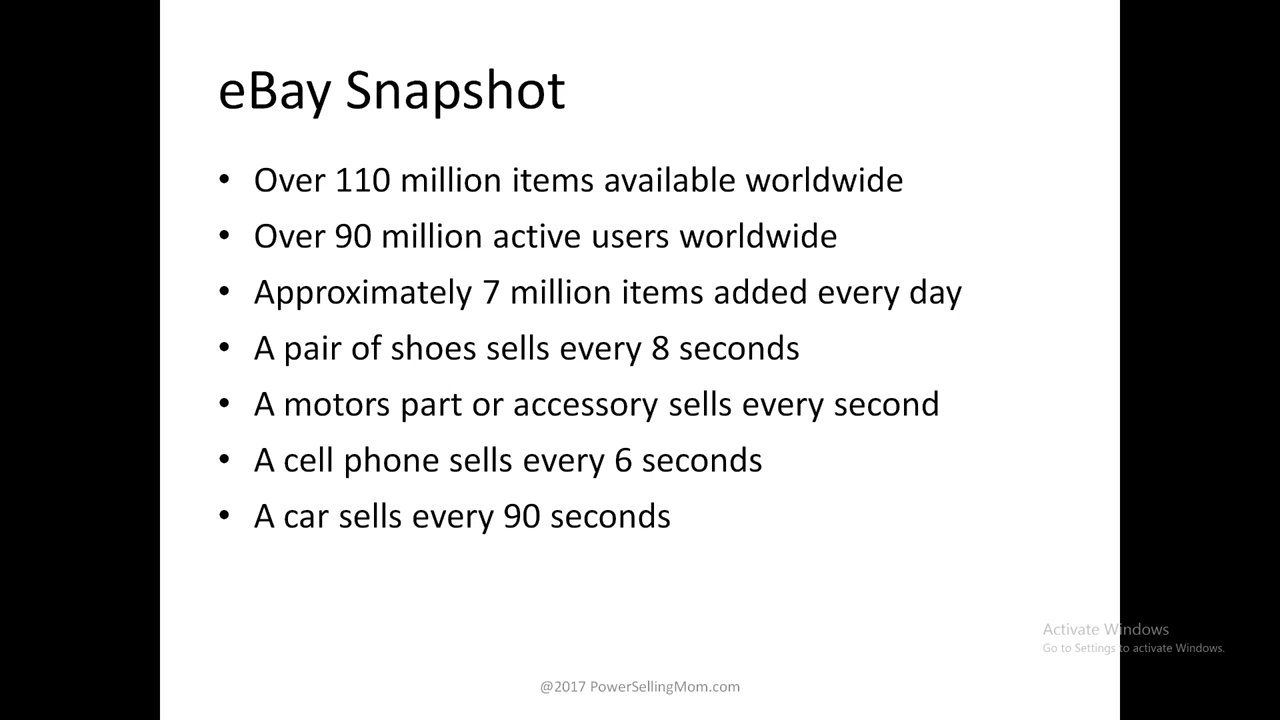 eBay Snapshot
• Over 110 million items available worldwide
• Over 90 million active users worldwide
• Approximately 7 million items added every day
• A pair of shoes sells every 8 seconds
• A motors part or accessory sells every second
• A cell phone sells every 6 seconds
• A car sells every 90 seconds
Activate Windows
Go to Settings to activate Windows.
@2017 PowerSellingMom.com